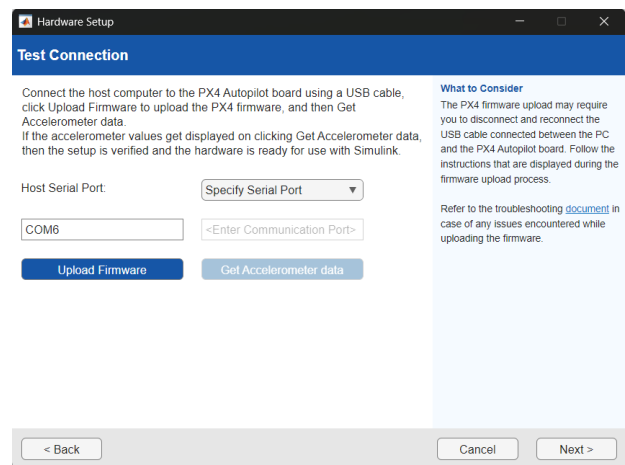 Hardware Setup
Test Connection
Connect the host computer to the PX4 Autopilot board using a USB cable,
click Upload Firmware to upload the PX4 firmware, and then Get
Accelerometer data.
If the accelerometer values get displayed on clicking Get Accelerometer data,
then the setup is verified and the hardware is ready for use with Simulink.
Host Serial Port:
Specify Serial Port
COM6
<Enter Communication Port>
Upload Firmware
Get Accelerometer data
What to Consider
The PX4 firmware upload may require
you to disconnect and reconnect the
USB cable connected between the PC
and the PX4 Autopilot board. Follow the
instructions that are displayed during the
firmware upload process.
Refer to the troubleshooting document in
case of any issues encountered while
uploading the firmware.
< Back
Cancel
Next >